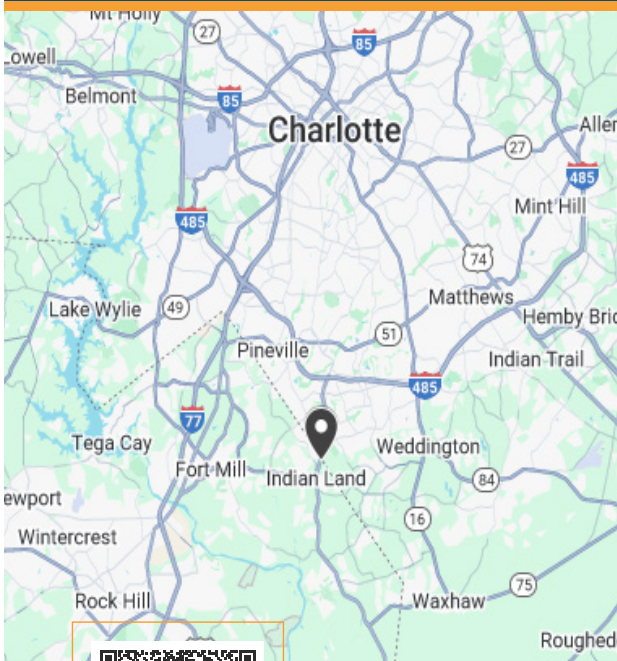 Mt Holly
27
85
Lowell
Belmont
85
Charlotte
Aller
27
485
Mint Hill
485
74
Matthews
Lake Wylie
49
Hemby Bric
51
Pineville
Indian Trail
485
77
Tega Cay
Weddington
Fort Mill
Indian Land
84
ewport
16
Wintercrest
75
Rock Hill
Waxhaw
Roughed